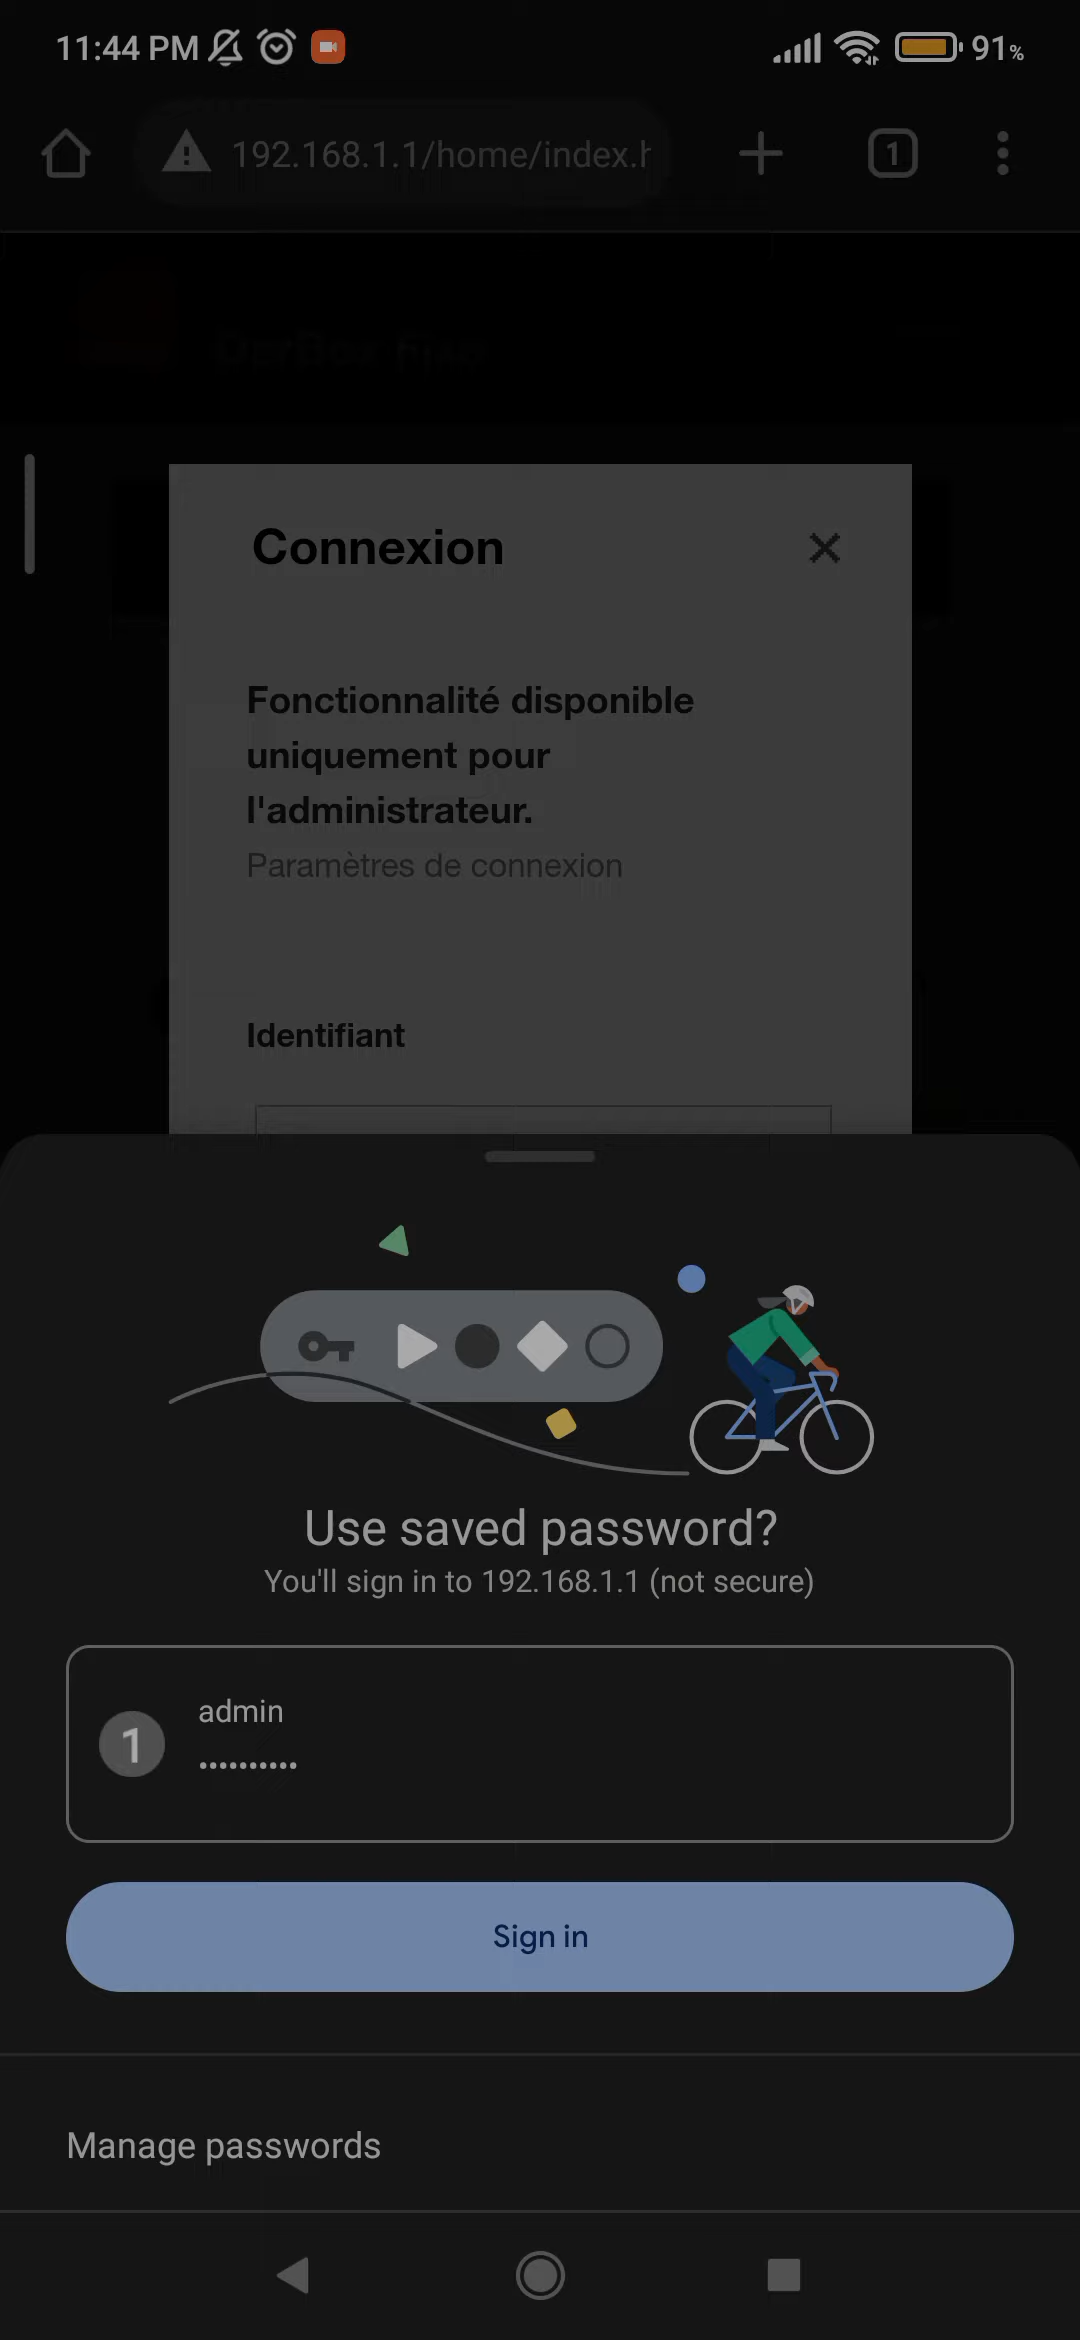 11:44 PM 91%
192.168.1.1/home/index.h
1
Connexion
Fonctionnalité disponible
uniquement pour
l'administrateur.
Paramètres de connexion
Identifiant
Use saved password?
You'll sign in to 192.168.1.1 (not secure)
1
admin
••••••••••
Sign in
Manage passwords